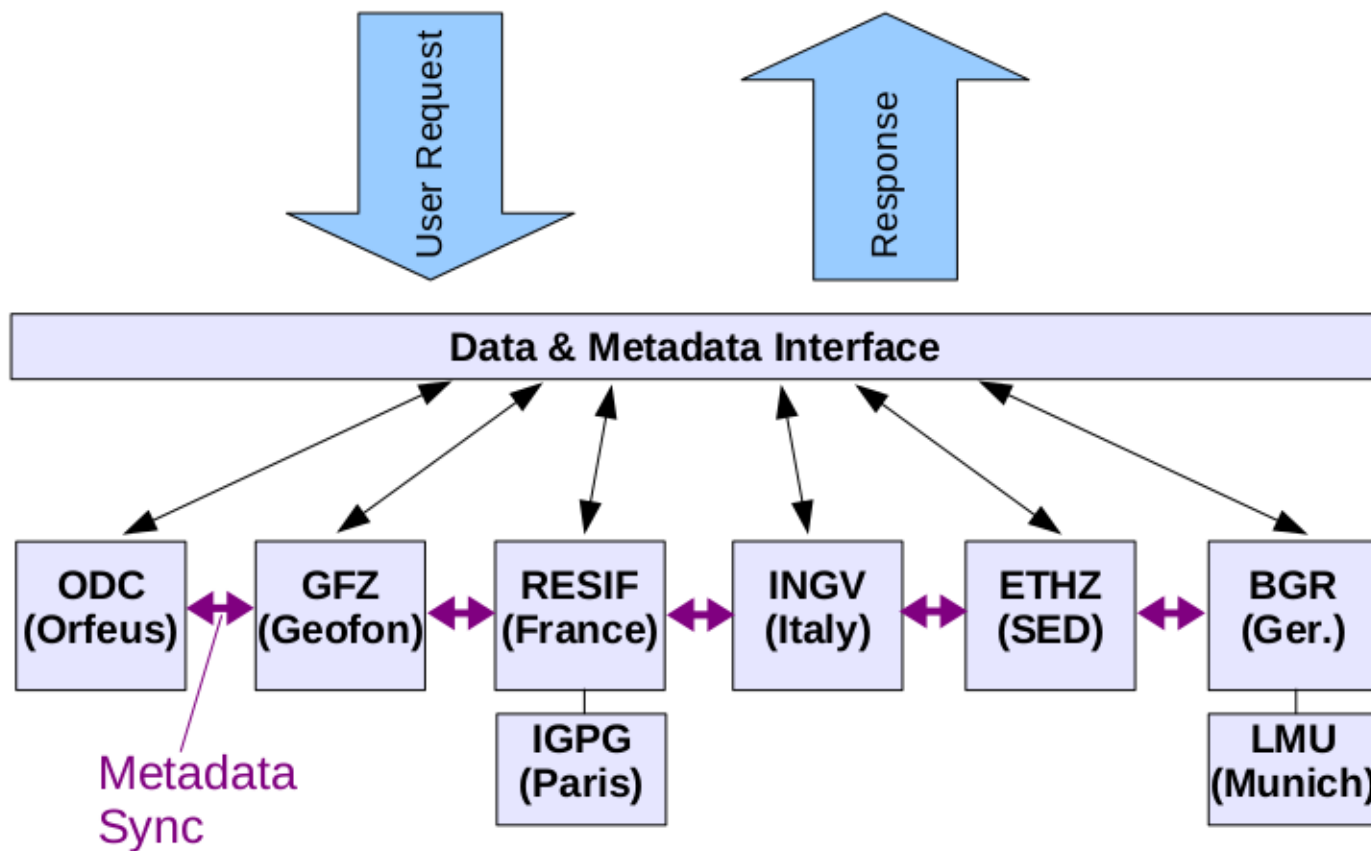 User Request
Response
Data & Metadata Interface
ODC
(Orfeus)
GFZ
(Geofon)
RESIF
(France)
INGV
(Italy)
ETHZ
(SED)
BGR
(Ger.)
IGPG
(Paris)
LMU
(Munich)
Metadata
Sync